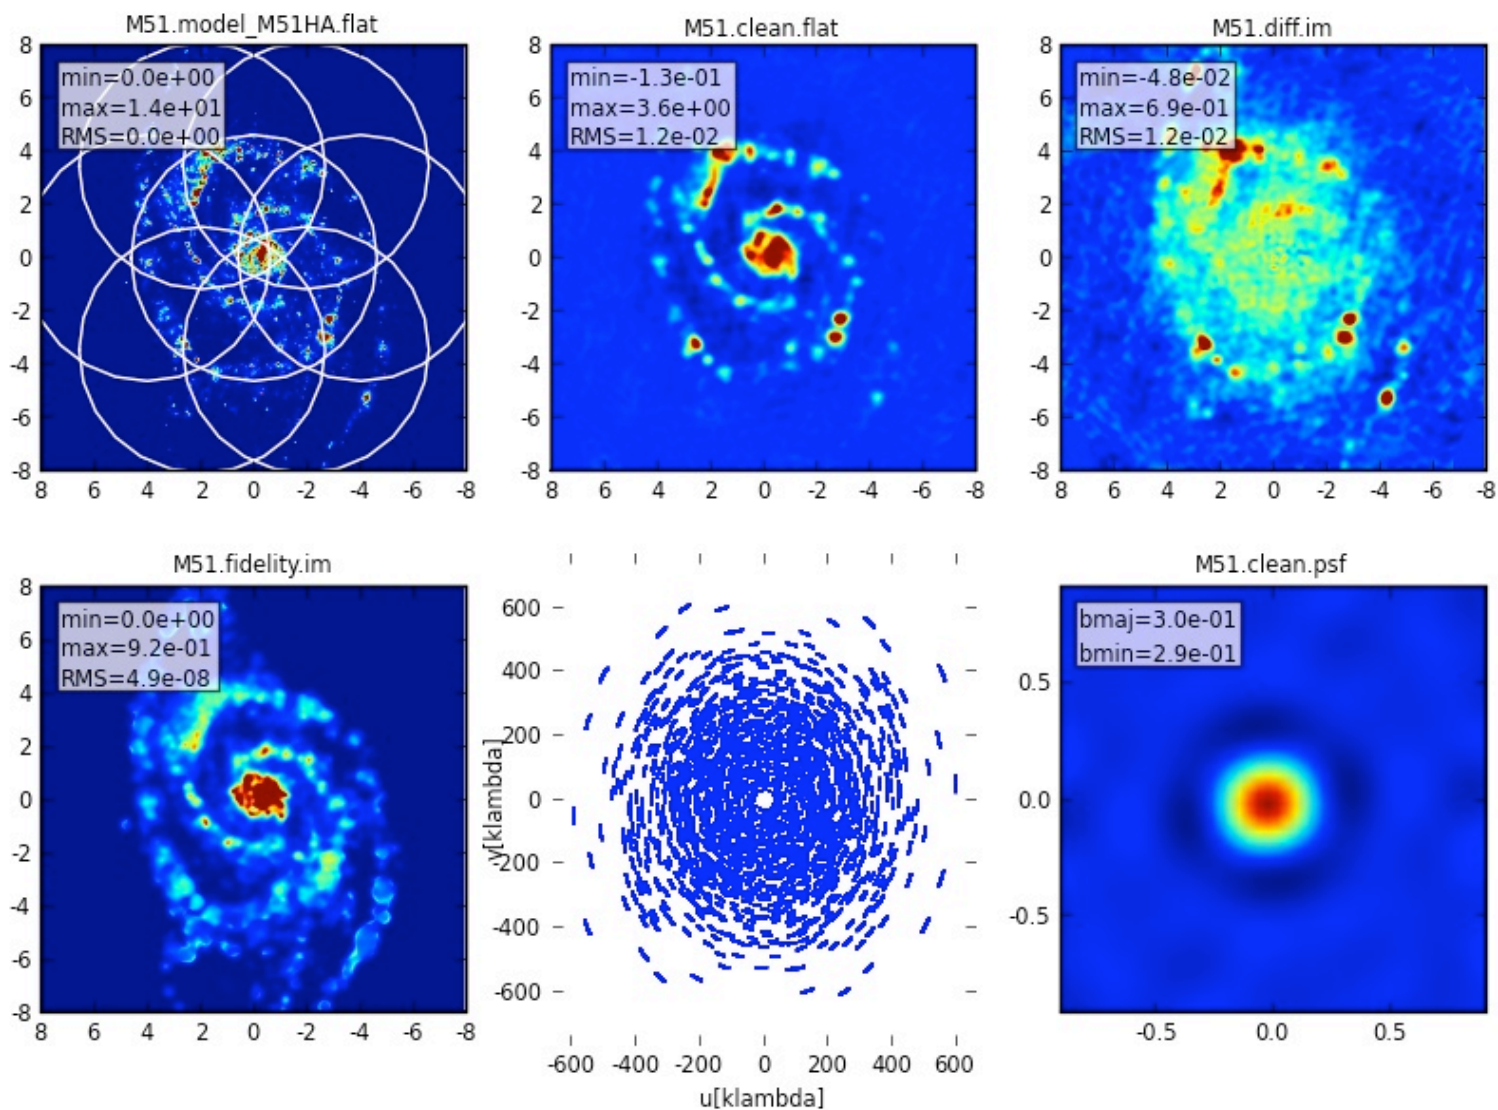 M51.model_M51HA.flat
min=0.0e+00
max=1.4e+01
RMS=0.0e+00
8
6
4
2
0
-2
-4
-6
-8
8 6 4 2 0 -2 -4 -6 -8
M51.clean.flat
min=-1.3e-01
max=3.6e+00
RMS=1.2e-02
8
6
4
2
0
-2
-4
-6
-8
8 6 4 2 0 -2 -4 -6 -8
M51.diff.im
min=-4.8e-02
max=6.9e-01
RMS=1.2e-02
8
6
4
2
0
-2
-4
-6
-8
8 6 4 2 0 -2 -4 -6 -8
M51.fidelity.im
min=0.0e+00
max=9.2e-01
RMS=4.9e-08
8
6
4
2
0
-2
-4
-6
-8
8 6 4 2 0 -2 -4 -6 -8
v[klambda]
600
400
200
0
-200
-400
-600
-600 -400 -200 0 200 400 600
u[klambda]
M51.clean.psf
bmaj=3.0e-01
bmin=2.9e-01
0.5
0.0
-0.5
-0.5 0.0 0.5